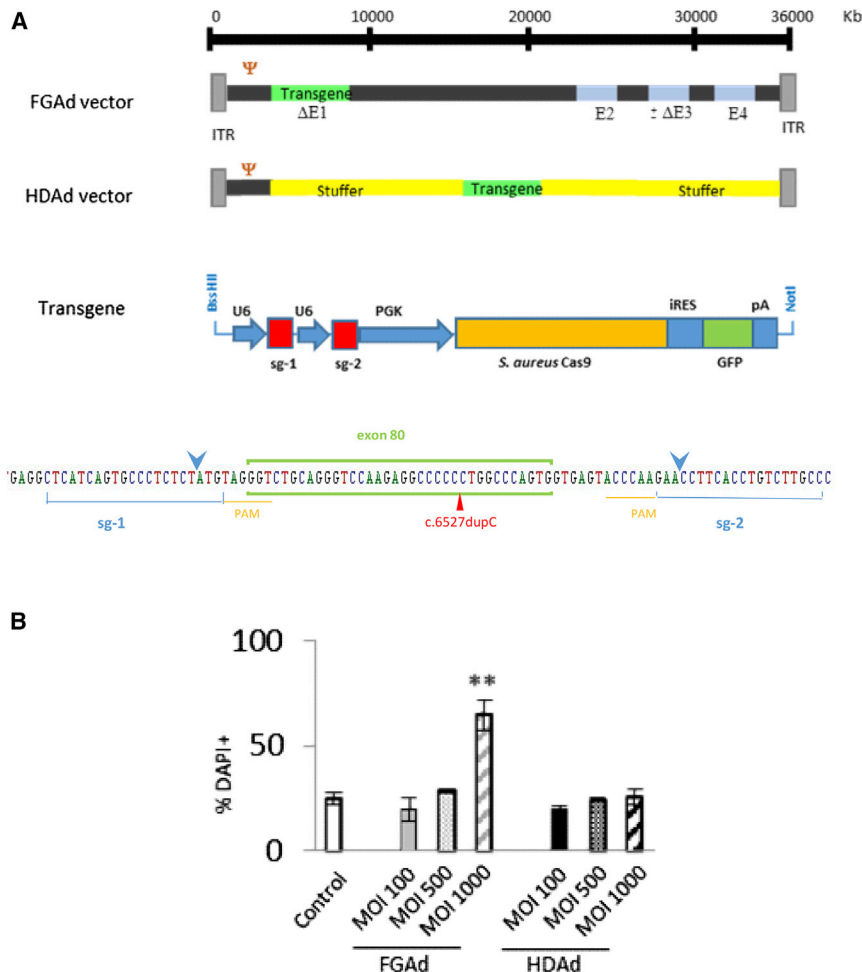 A
0 10000 20000 30000 36000 Kb
Ψ
FGAd vector
Transgene
ΔE1 E2 ± ΔE3 E4
ITR ITR
Ψ
HDAd vector
Stuffer Transgene Stuffer
Transgene
BssHII U6 U6 PGK iRES pA NotI
sg-1 sg-2 S. aureus Cas9 GFP
exon 80
'GAGGCTCATCAGTGCCCTCTCTATGTAGGGTCTGCAGGGTCCAAGAGGCCCCCCTGGCCCAGTGGTGAGTACCCAAGAACCTTCACCTGTCTTGCCC
sg-1 PAM c.6527dupC PAM sg-2
B
% DAPI+
100
50
0
**
Control MOI 100 MOI 500 MOI 1000 MOI 100 MOI 500 MOI 1000
FGAd HDAd